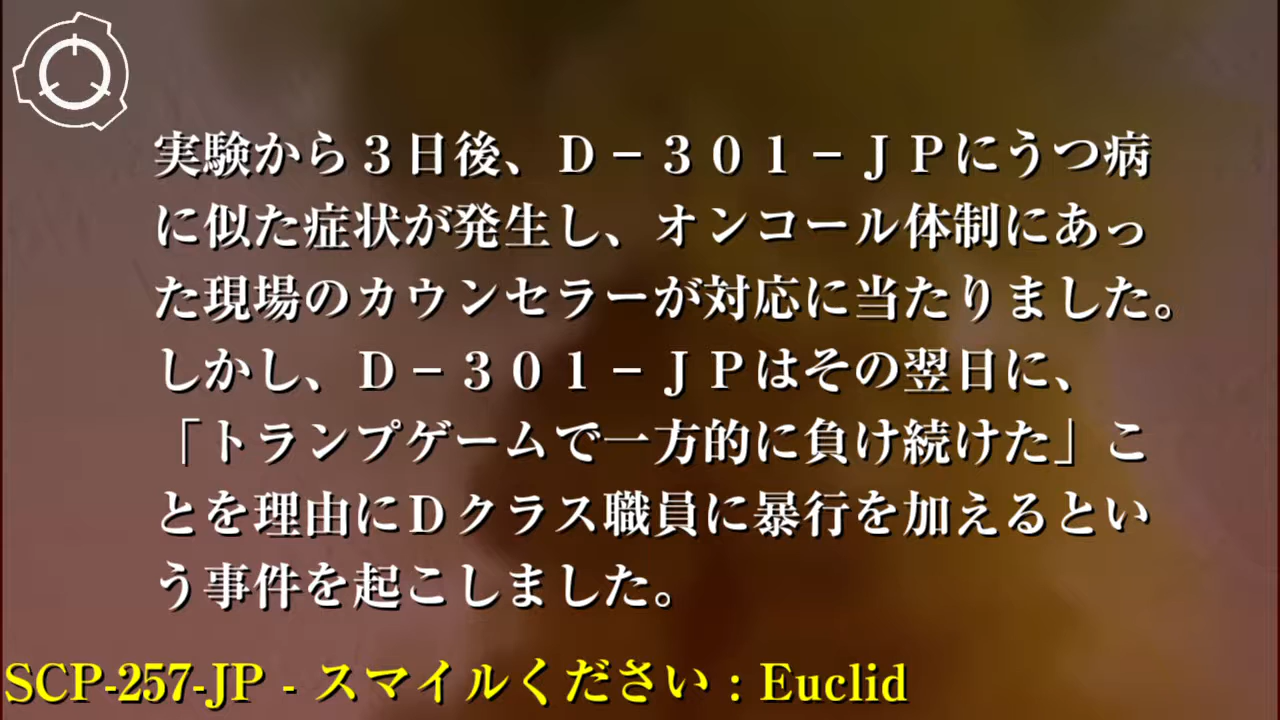 実験から３日後、Ｄ－３０１－ＪＰにうつ病
に似た症状が発生し、オンコール体制にあっ
た現場のカウンセラーが対応に当たりました。
しかし、Ｄ－３０１－ＪＰはその翌日に、
「トランプゲームで一方的に負け続けた」こ
とを理由にＤクラス職員に暴行を加えるとい
う事件を起こしました。
SCP-257-JP - スマイルください : Euclid